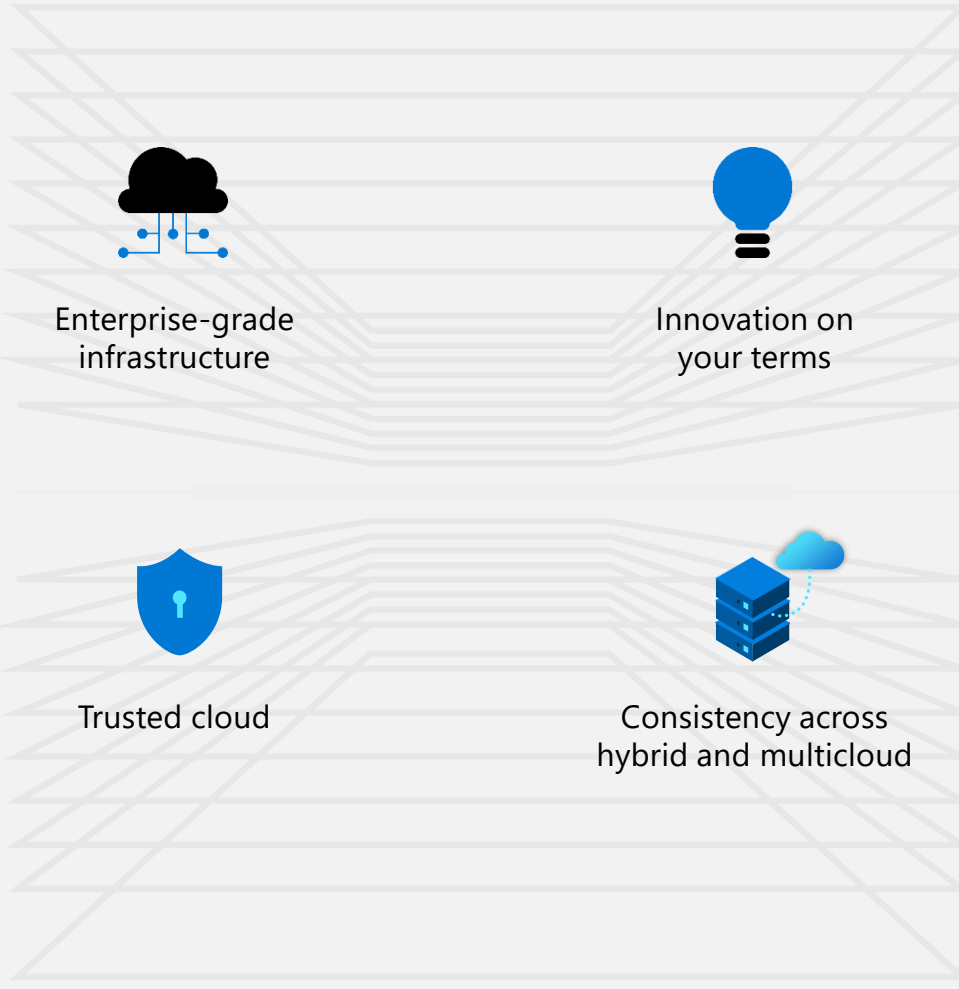 Enterprise-grade
infrastructure
Innovation on
your terms
Trusted cloud
Consistency across
hybrid and multicloud